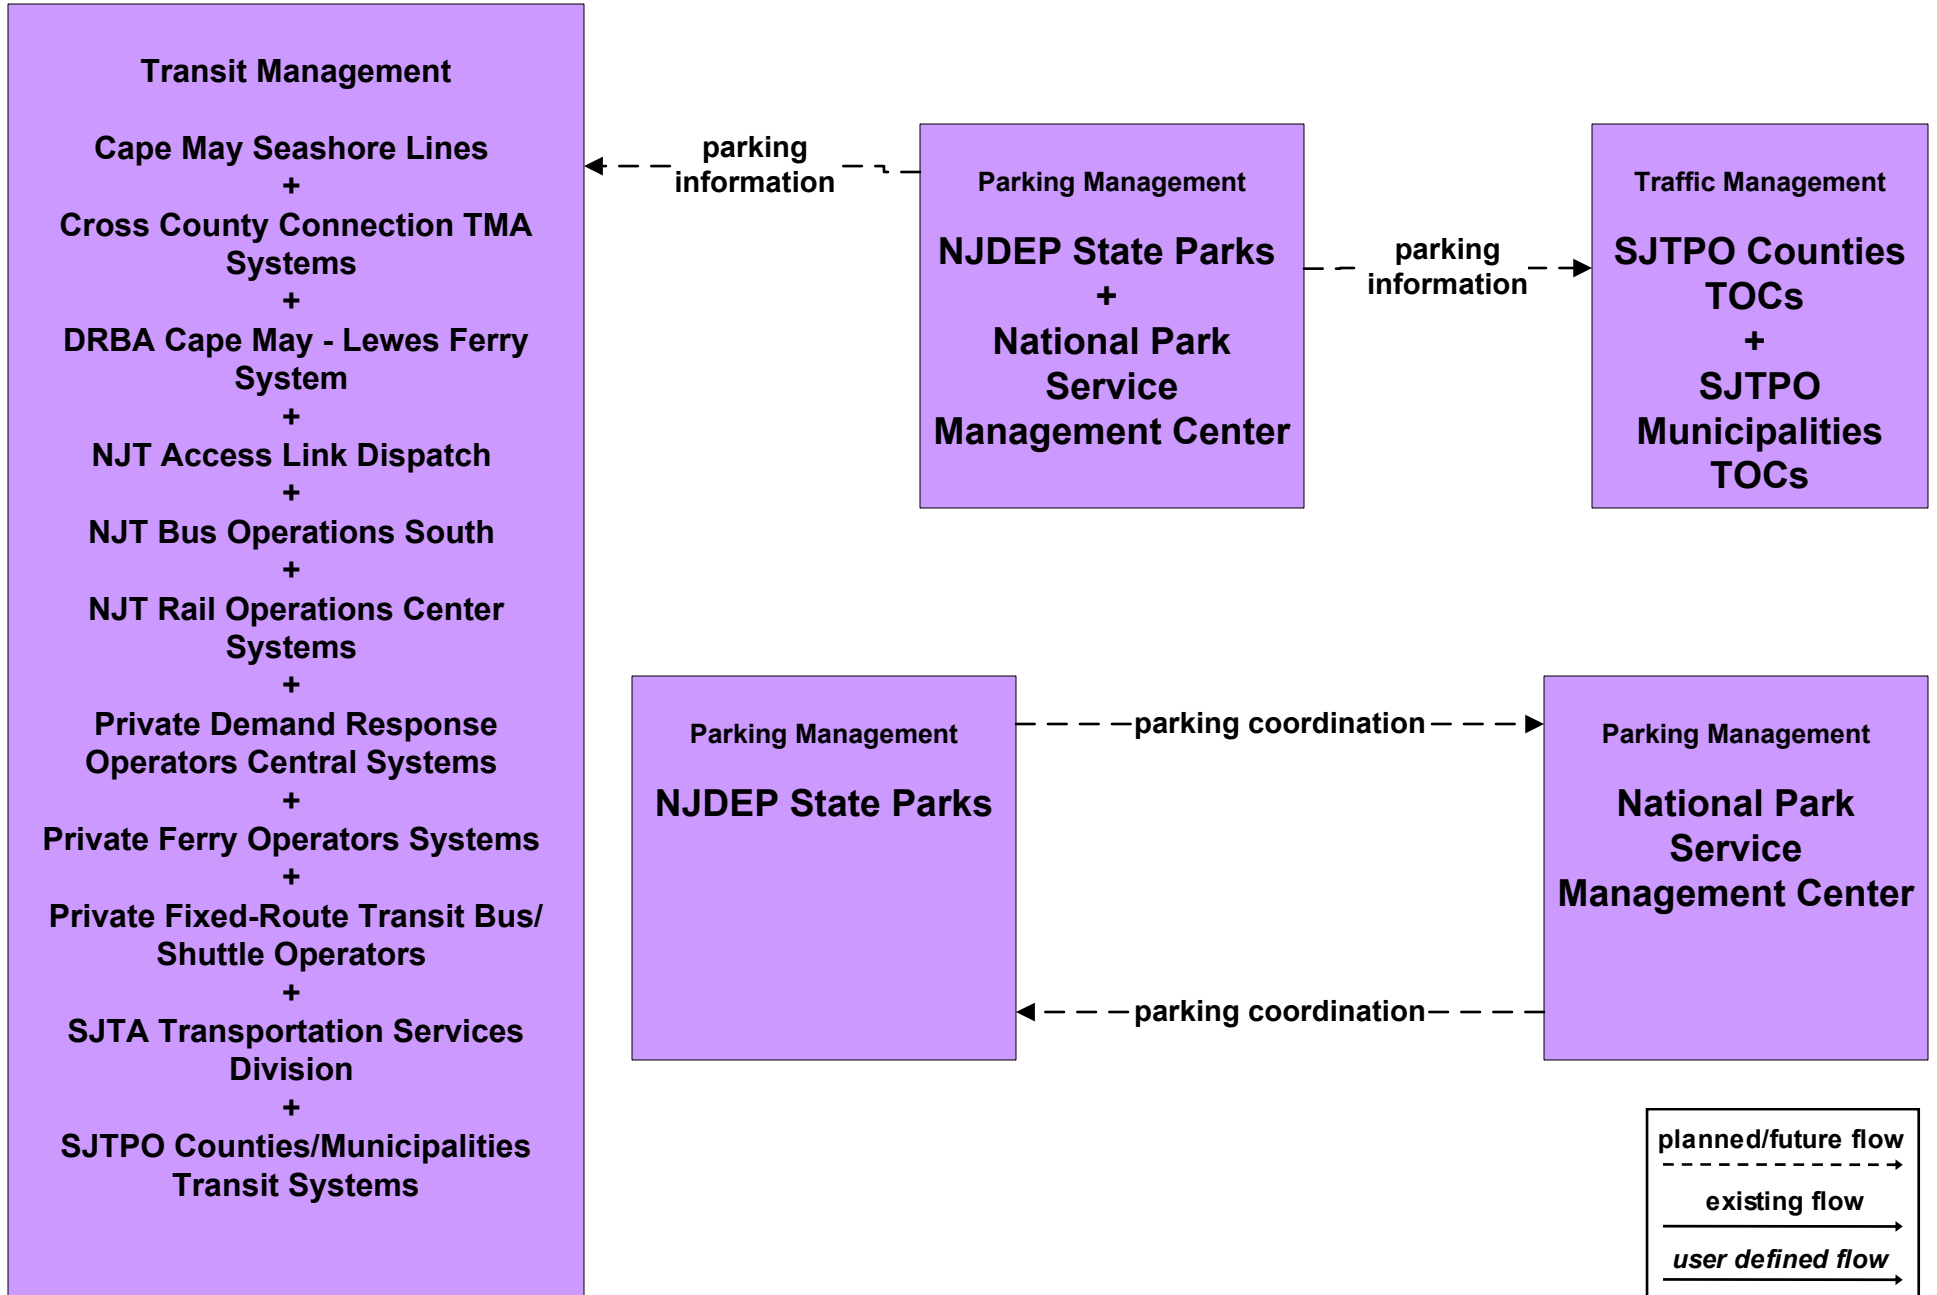 Transit Management
Cape May Seashore Lines
+
Cross County Connection TMA
Systems
+
DRBA Cape May - Lewes Ferry
System
+
NJT Access Link Dispatch
+
NJT Bus Operations South
+
NJT Rail Operations Center
Systems
+
Private Demand Response
Operators Central Systems
+
Private Ferry Operators Systems
+
Private Fixed-Route Transit Bus/
Shuttle Operators
+
SJTA Transportation Services
Division
+
SJTPO Counties/Municipalities
Transit Systems
parking
information
Parking Management
NJDEP State Parks
+
National Park
Service
Management Center
parking
information
Traffic Management
SJTPO Counties
TOCs
+
SJTPO
Municipalities
TOCs
Parking Management
NJDEP State Parks
parking coordination
parking coordination
Parking Management
National Park
Service
Management Center
planned/future flow
existing flow
user defined flow